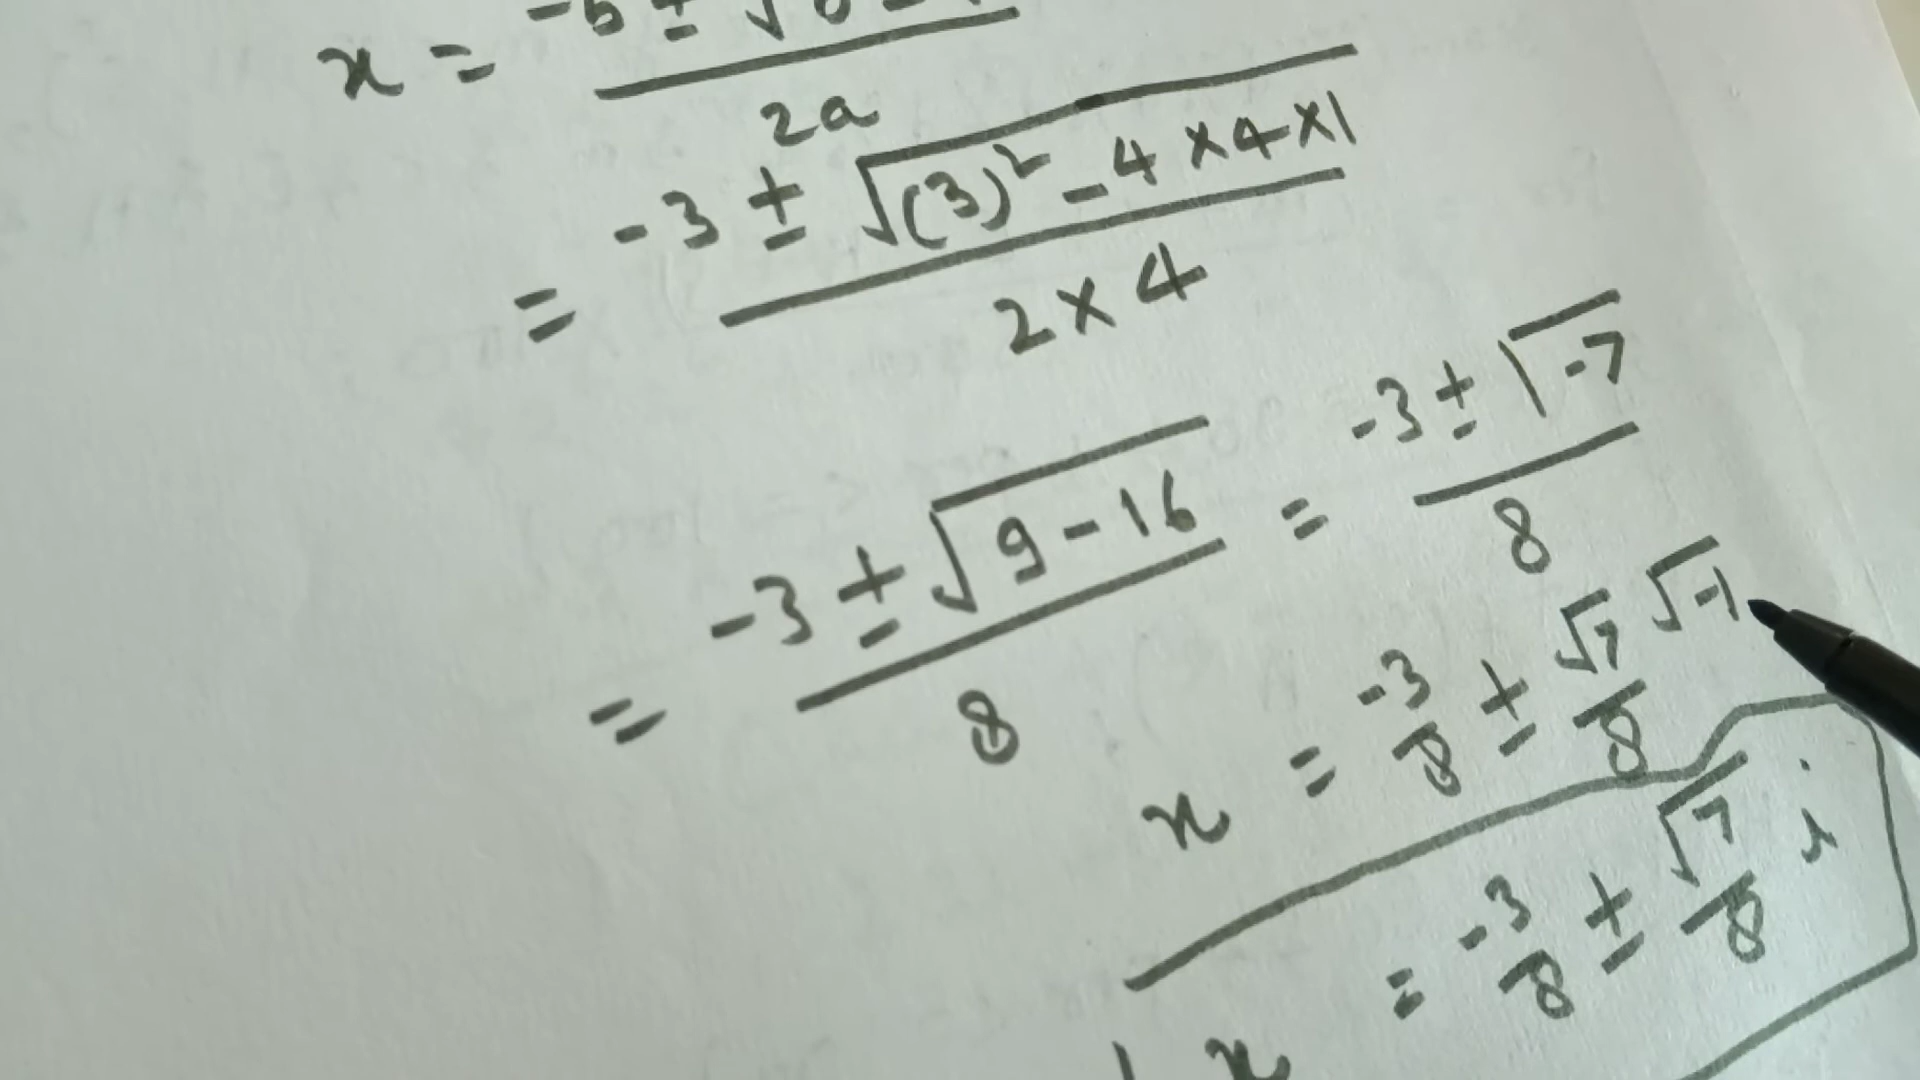 x = -b ± √b - / 2a
= -3 ± √(3)² - 4 × 4 × 1 / 2 × 4
= -3 ± √9 - 16 / 8 = -3 ± √-7 / 8
x = -3/8 ± √7/8 √-1
x = -3/8 ± √7/8 i